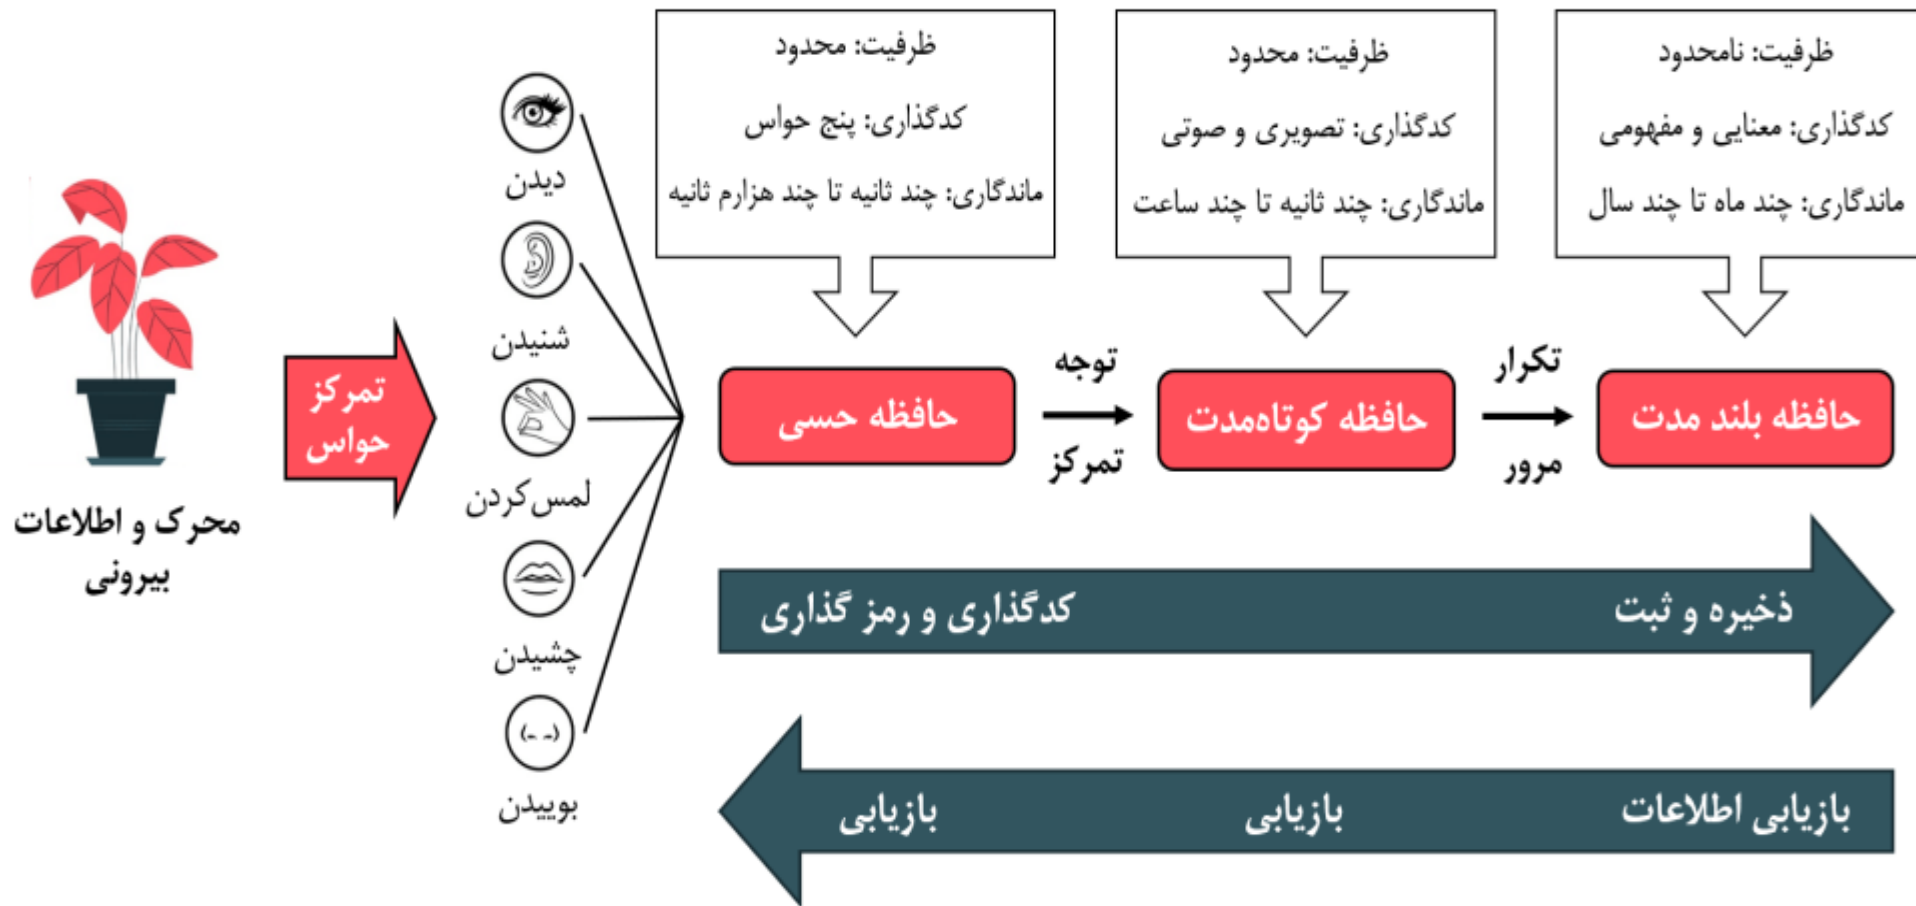 ظرفیت: محدود
کدگذاری: پنج حواس
ماندگاری: چند ثانیه تا چند هزارم ثانیه
ظرفیت: محدود
کدگذاری: تصویری و صوتی
ماندگاری: چند ثانیه تا چند ساعت
ظرفیت: نامحدود
کدگذاری: معنایی و مفهومی
ماندگاری: چند ماه تا چند سال
محرک و اطلاعات
بیرونی
تمرکز
حواس
دیدن
شنیدن
لمس‌کردن
چشیدن
بوییدن
حافظه حسی
توجه
تمرکز
حافظه کوتاه‌مدت
تکرار
مرور
حافظه بلند مدت
کدگذاری و رمز گذاری
ذخیره و ثبت
بازیابی
بازیابی
بازیابی اطلاعات